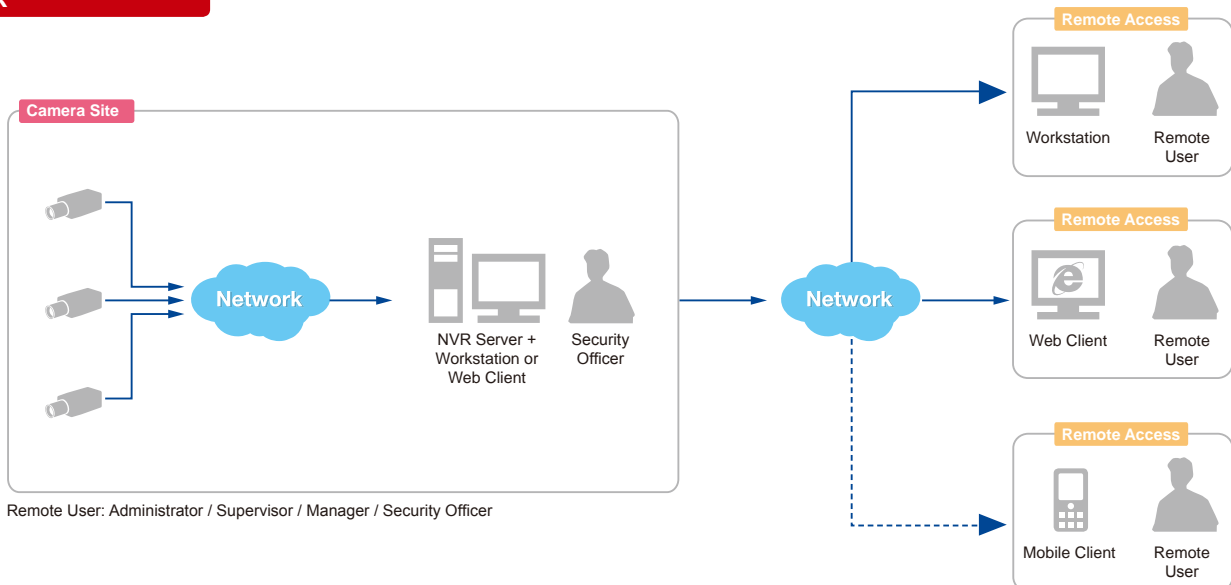 Camera Site
Network
NVR Server +
Workstation or
Web Client
Security
Officer
Remote User: Administrator / Supervisor / Manager / Security Officer
Network
Remote Access
Workstation
Remote
User
Remote Access
Web Client
Remote
User
Remote Access
Mobile Client
Remote
User